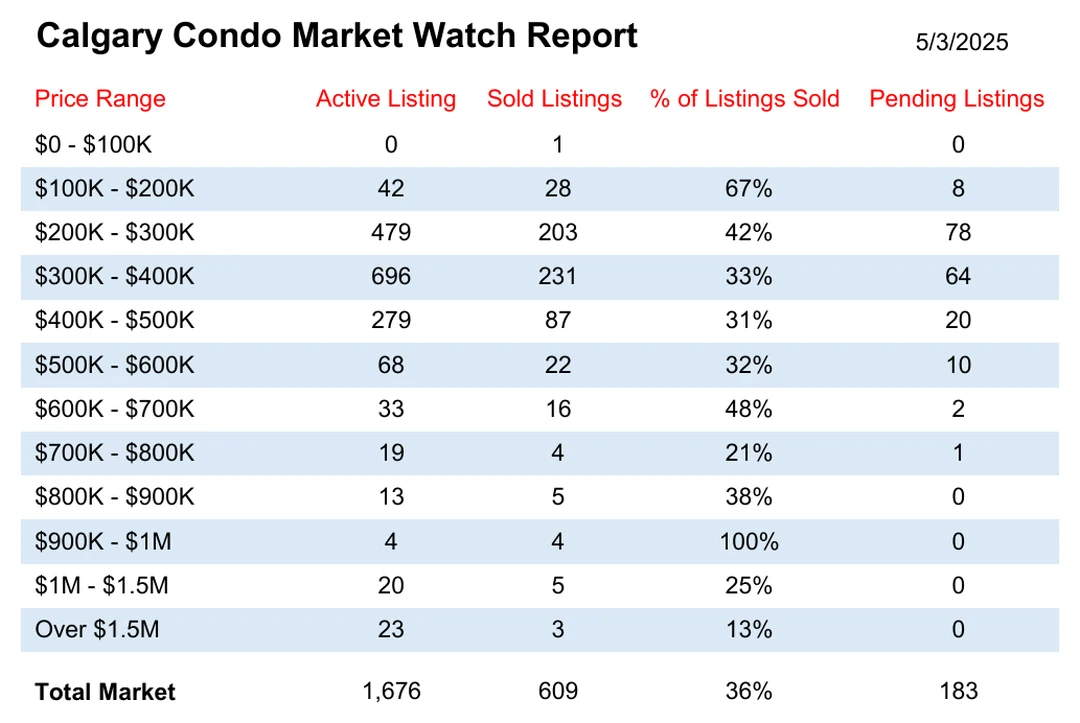 Calgary Condo Market Watch Report 5/3/2025
Price Range Active Listing Sold Listings % of Listings Sold Pending Listings
$0 - $100K 0 1 0
$100K - $200K 42 28 67% 8
$200K - $300K 479 203 42% 78
$300K - $400K 696 231 33% 64
$400K - $500K 279 87 31% 20
$500K - $600K 68 22 32% 10
$600K - $700K 33 16 48% 2
$700K - $800K 19 4 21% 1
$800K - $900K 13 5 38% 0
$900K - $1M 4 4 100% 0
$1M - $1.5M 20 5 25% 0
Over $1.5M 23 3 13% 0
Total Market 1,676 609 36% 183